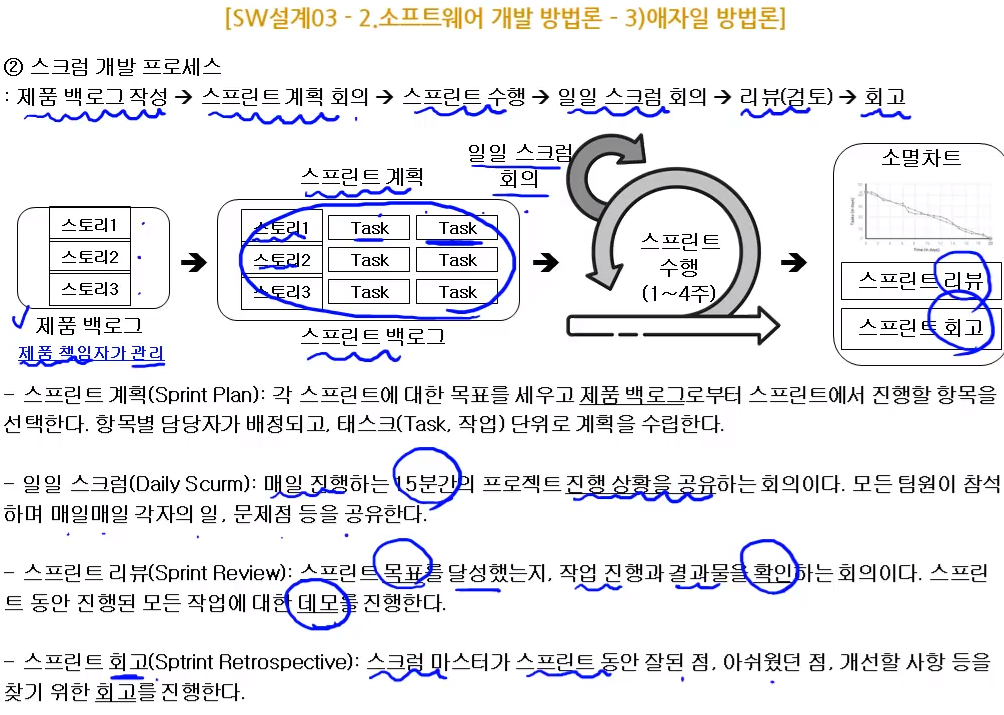 [SW설계03 - 2.소프트웨어 개발 방법론 - 3)애자일 방법론]
② 스크럼 개발 프로세스
: 제품 백로그 작성 → 스프린트 계획 회의 → 스프린트 수행 → 일일 스크럼 회의 → 리뷰(검토) → 회고
스토리1
스토리2
스토리3
제품 백로그
제품 책임자가 관리
스프린트 계획
스토리1 Task Task
스토리2 Task Task
스토리3 Task Task
스프린트 백로그
일일 스크럼
회의
스프린트
수행
(1~4주)
소멸차트
Time (in days)
스프린트 리뷰
스프린트 회고
- 스프린트 계획(Sprint Plan): 각 스프린트에 대한 목표를 세우고 제품 백로그로부터 스프린트에서 진행할 항목을
선택한다. 항목별 담당자가 배정되고, 태스크(Task, 작업) 단위로 계획을 수립한다.
- 일일 스크럼(Daily Scurm): 매일 진행하는 15분간의 프로젝트 진행 상황을 공유하는 회의이다. 모든 팀원이 참석
하며 매일매일 각자의 일, 문제점 등을 공유한다.
- 스프린트 리뷰(Sprint Review): 스프린트 목표를 달성했는지, 작업 진행과 결과물을 확인하는 회의이다. 스프린
트 동안 진행된 모든 작업에 대한 데모를 진행한다.
- 스프린트 회고(Sptrint Retrospective): 스크럼 마스터가 스프린트 동안 잘된 점, 아쉬웠던 점, 개선할 사항 등을
찾기 위한 회고를 진행한다.